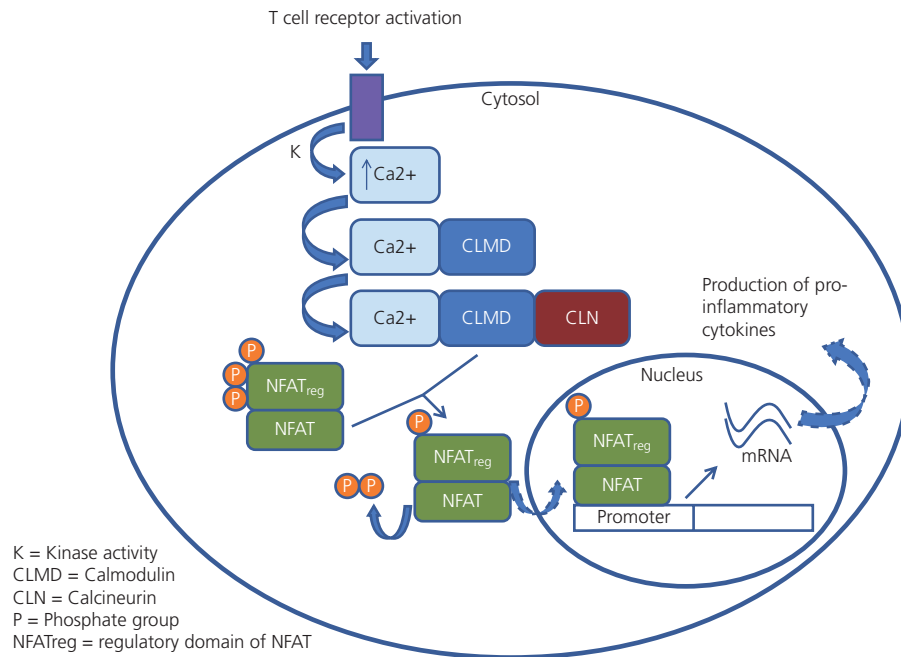 T cell receptor activation
Cytosol
K
↑ Ca2+
Ca2+ CLMD
Ca2+ CLMD CLN
Production of pro-
inflammatory
cytokines
P
P
P
NFATreg
NFAT
Nucleus
P
NFATreg
NFAT
P P
P
NFATreg
NFAT
Promoter
mRNA
K = Kinase activity
CLMD = Calmodulin
CLN = Calcineurin
P = Phosphate group
NFATreg = regulatory domain of NFAT